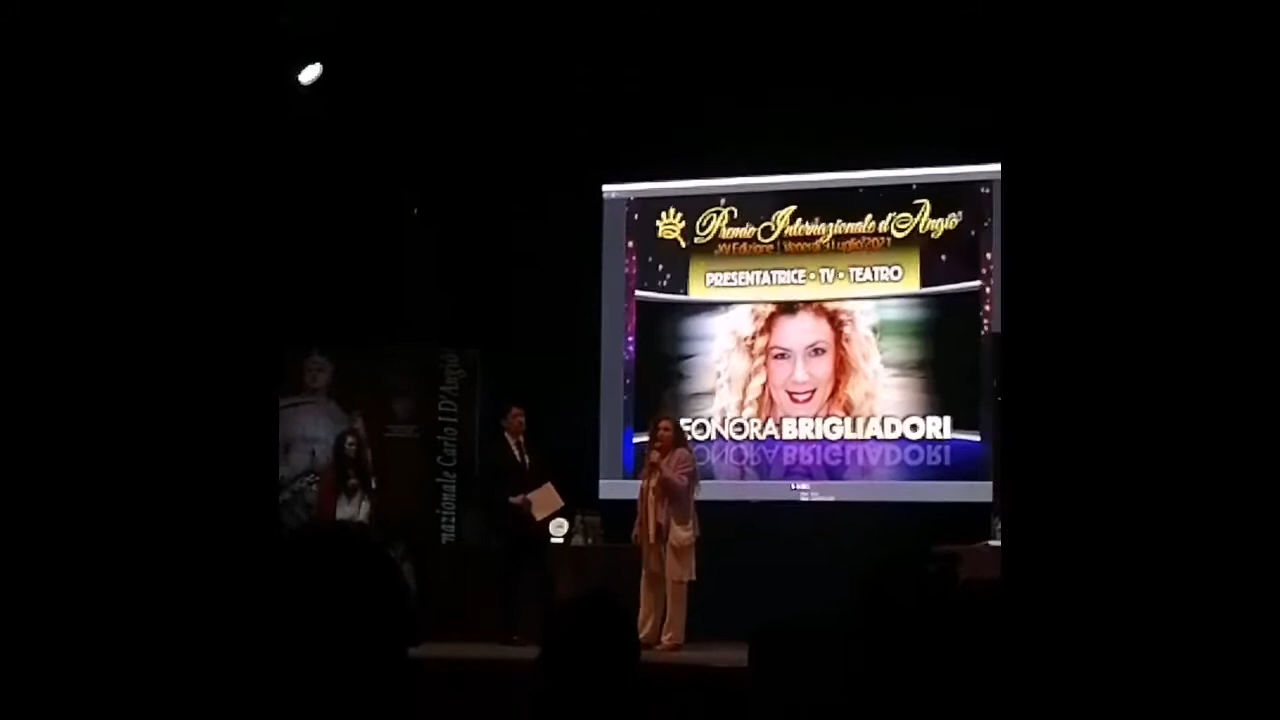 Premio Internazionale d'Angiò
XV Edizione | Venerdì 9 Luglio 2021
PRESENTATRICE • TV • TEATRO
EONORA BRIGLIADORI
nazionale Carlo I D'Angiò